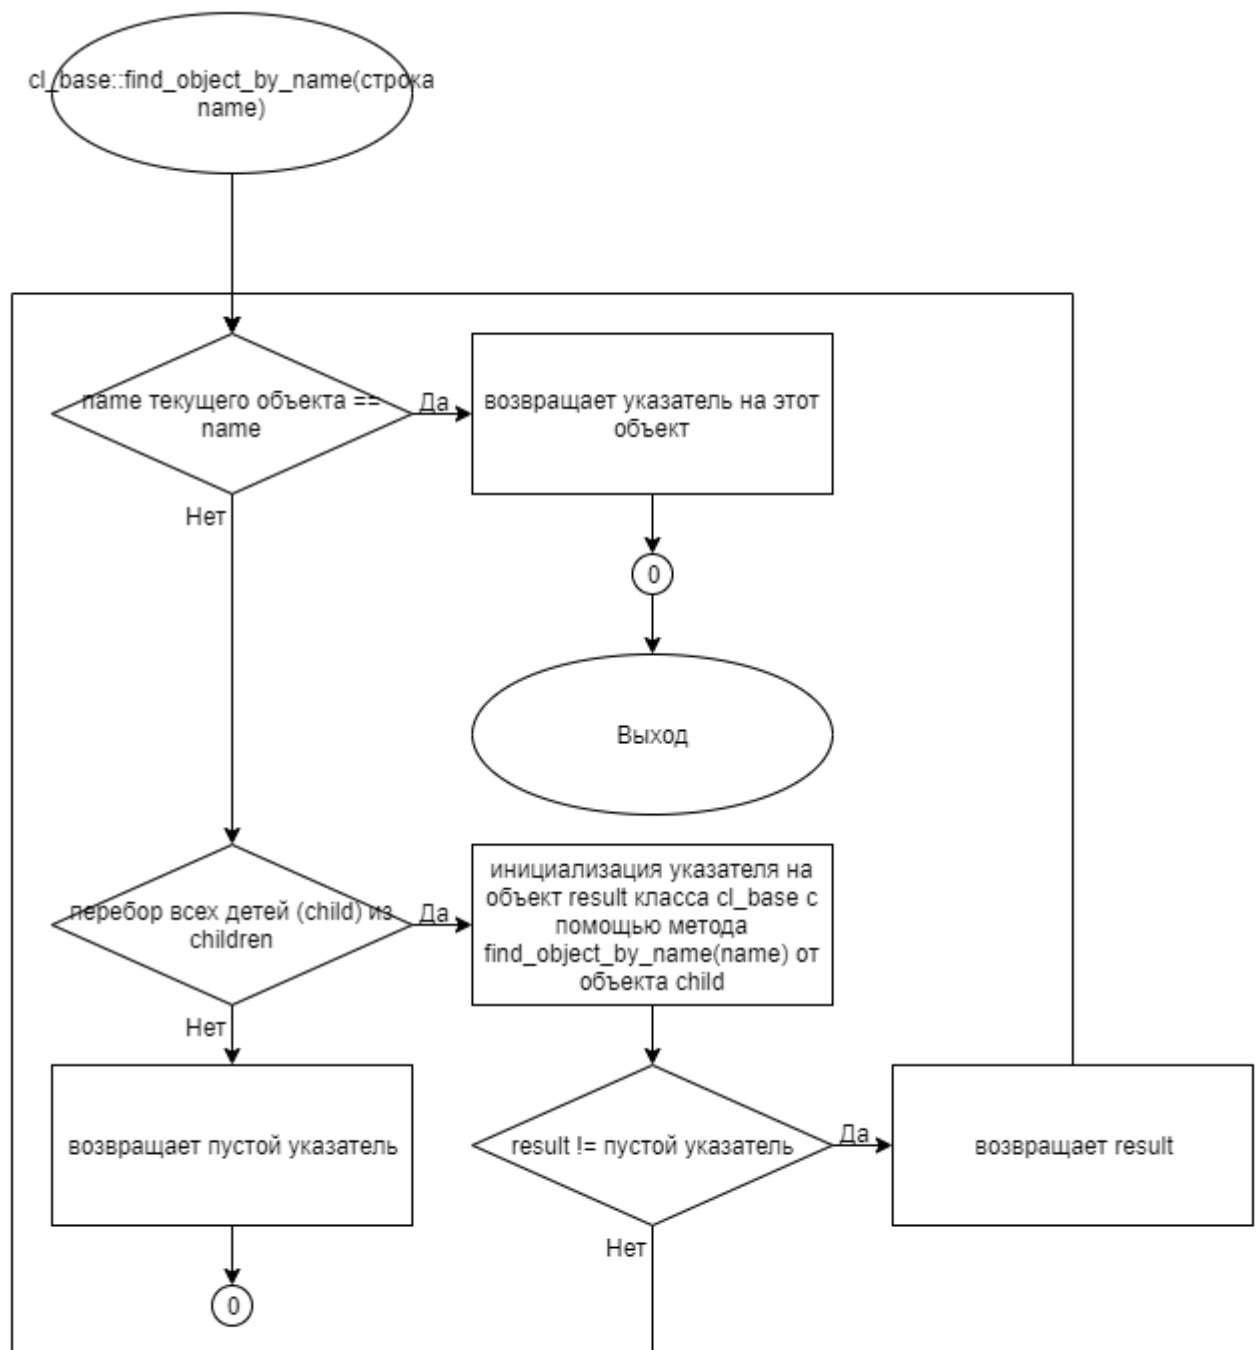 cl_base::find_object_by_name(строка
name)
name текущего объекта ==
name
Да
возвращает указатель на этот
объект
Нет
0
Выход
перебор всех детей (child) из
children
Да
инициализация указателя на
объект result класса cl_base с
помощью метода
find_object_by_name(name) от
объекта child
Нет
возвращает пустой указатель
result != пустой указатель
Да
возвращает result
Нет
0